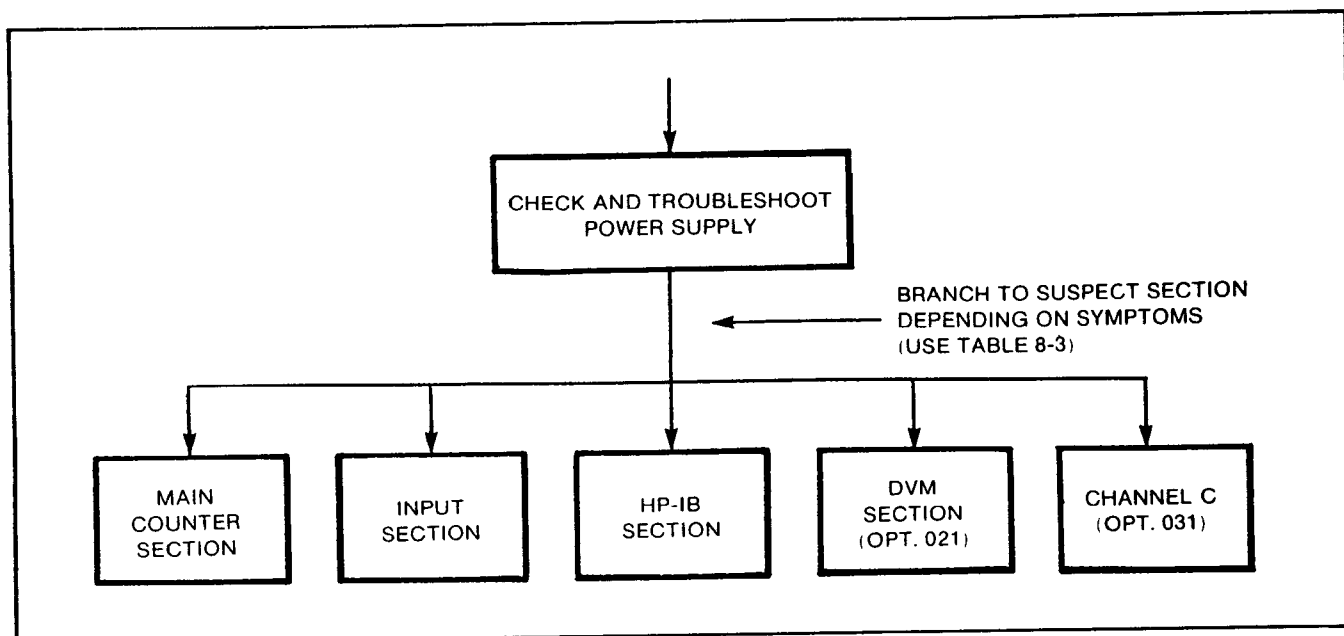 CHECK AND TROUBLESHOOT
POWER SUPPLY
BRANCH TO SUSPECT SECTION
DEPENDING ON SYMPTOMS
(USE TABLE 8-3)
MAIN
COUNTER
SECTION
INPUT
SECTION
HP-IB
SECTION
DVM
SECTION
(OPT. 021)
CHANNEL C
(OPT. 031)